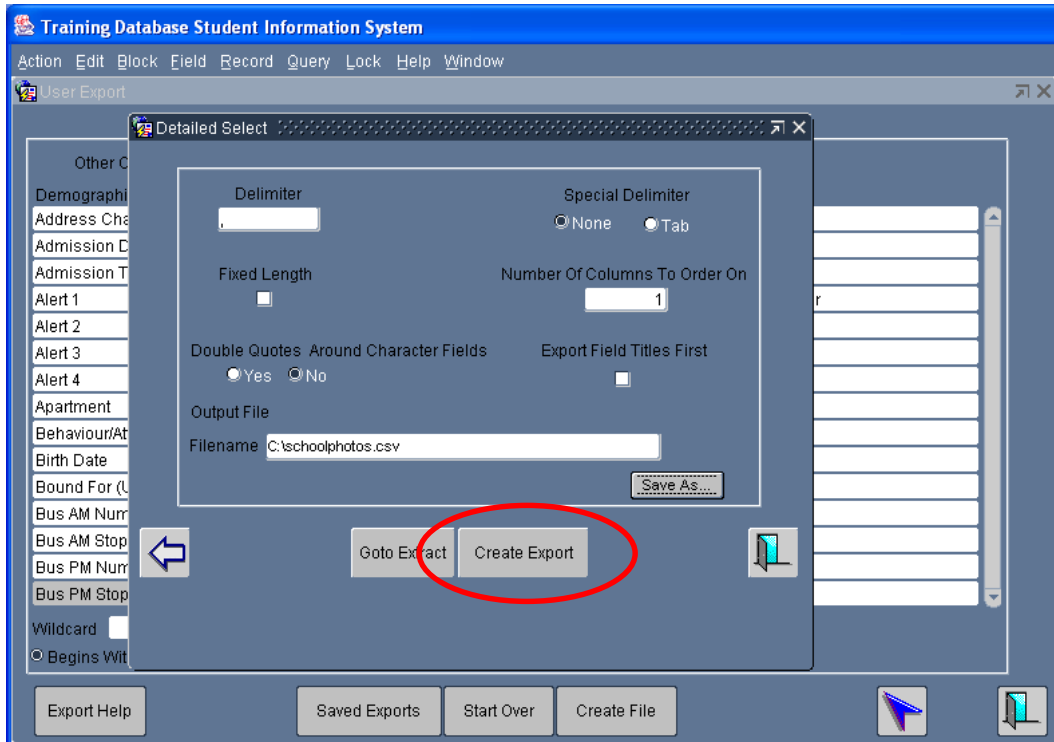 Training Database Student Information System
Action Edit Block Field Record Query Lock Help Window
User Export
Detailed Select
Other C
Demographi
Address Cha
Admission D
Admission T
Alert 1
Alert 2
Alert 3
Alert 4
Apartment
Behaviour/At
Birth Date
Bound For (U
Bus AM Num
Bus AM Stop
Bus PM Num
Bus PM Stop
Wildcard
Begins Wit
Delimiter
,
Special Delimiter
None Tab
Fixed Length
Number Of Columns To Order On
1
r
Double Quotes Around Character Fields
Yes No
Export Field Titles First
Output File
Filename C:\schoolphotos.csv
Save As...
Goto Extract Create Export
Export Help Saved Exports Start Over Create File